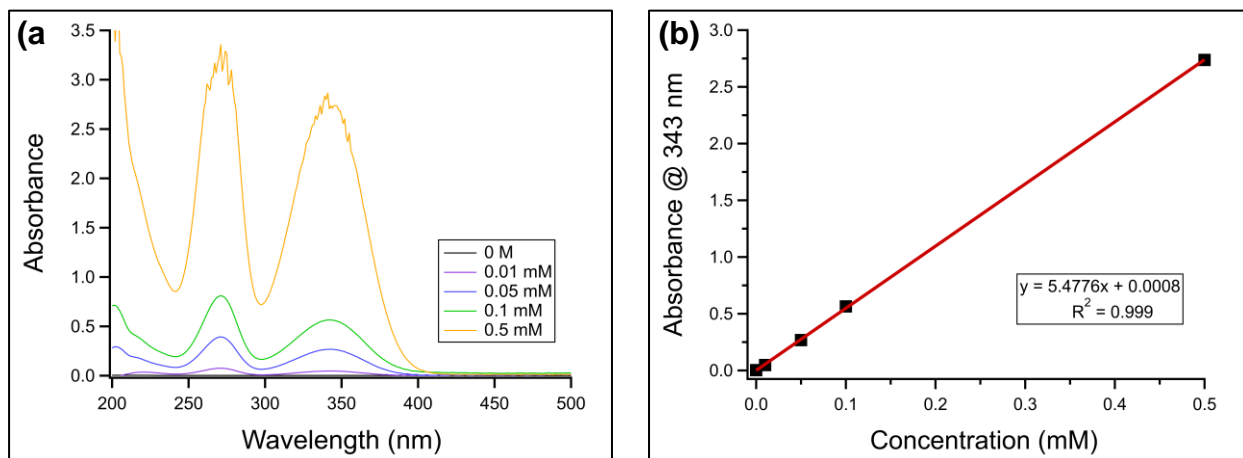 (a
3.5
3.0
2.5
2.0
1.5
1.0
0.5
0.0
Absorbance
200 250 300 350 400 450 500
Wavelength (nm)
0 M
0.01 mM
0.05 mM
0.1 mM
0.5 mM
(b)
3.0
2.5
2.0
1.5
1.0
0.5
0.0
Absorbance @ 343 nm
0.0 0.1 0.2 0.3 0.4 0.5
Concentration (mM)
y = 5.4776x + 0.0008
R² = 0.999